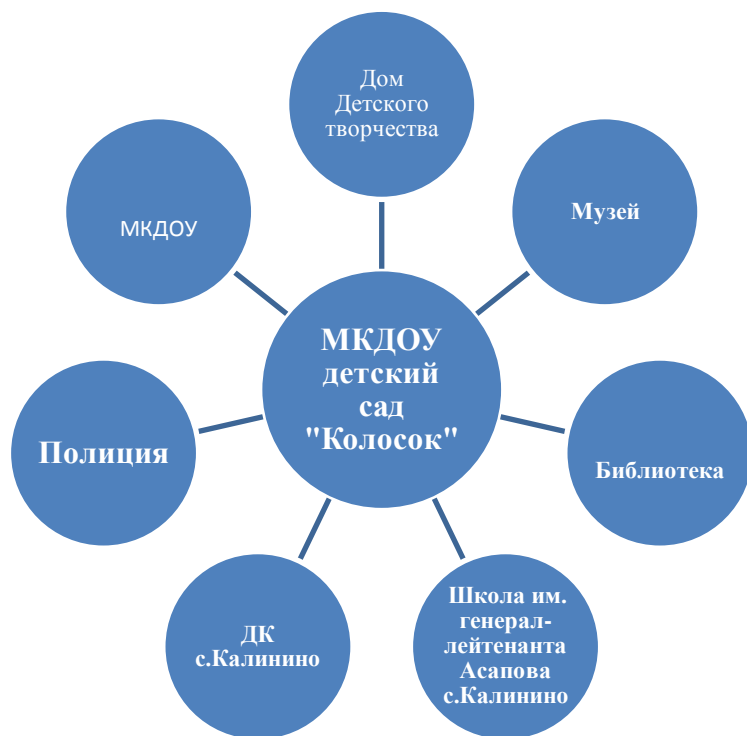 Дом
Детского
творчества
Музей
МКДОУ
МКДОУ
детский
сад
"Колосок"
Полиция
Библиотека
ДК
с.Калинино
Школа им.
генерал-
лейтенанта
Асапова
с.Калинино